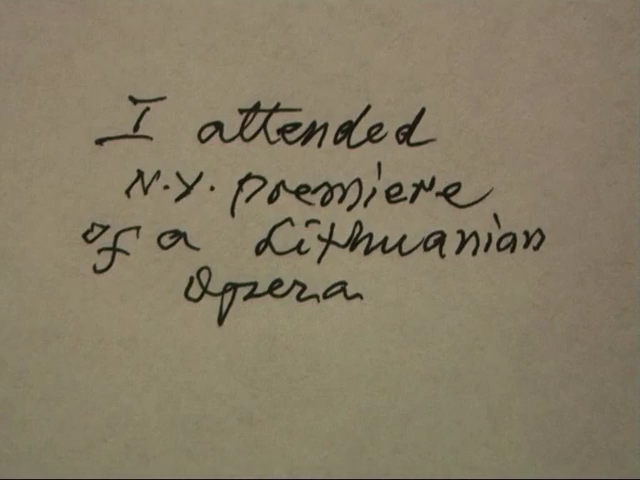 I attended
N.Y. premiere
of a Lithuanian
Opera